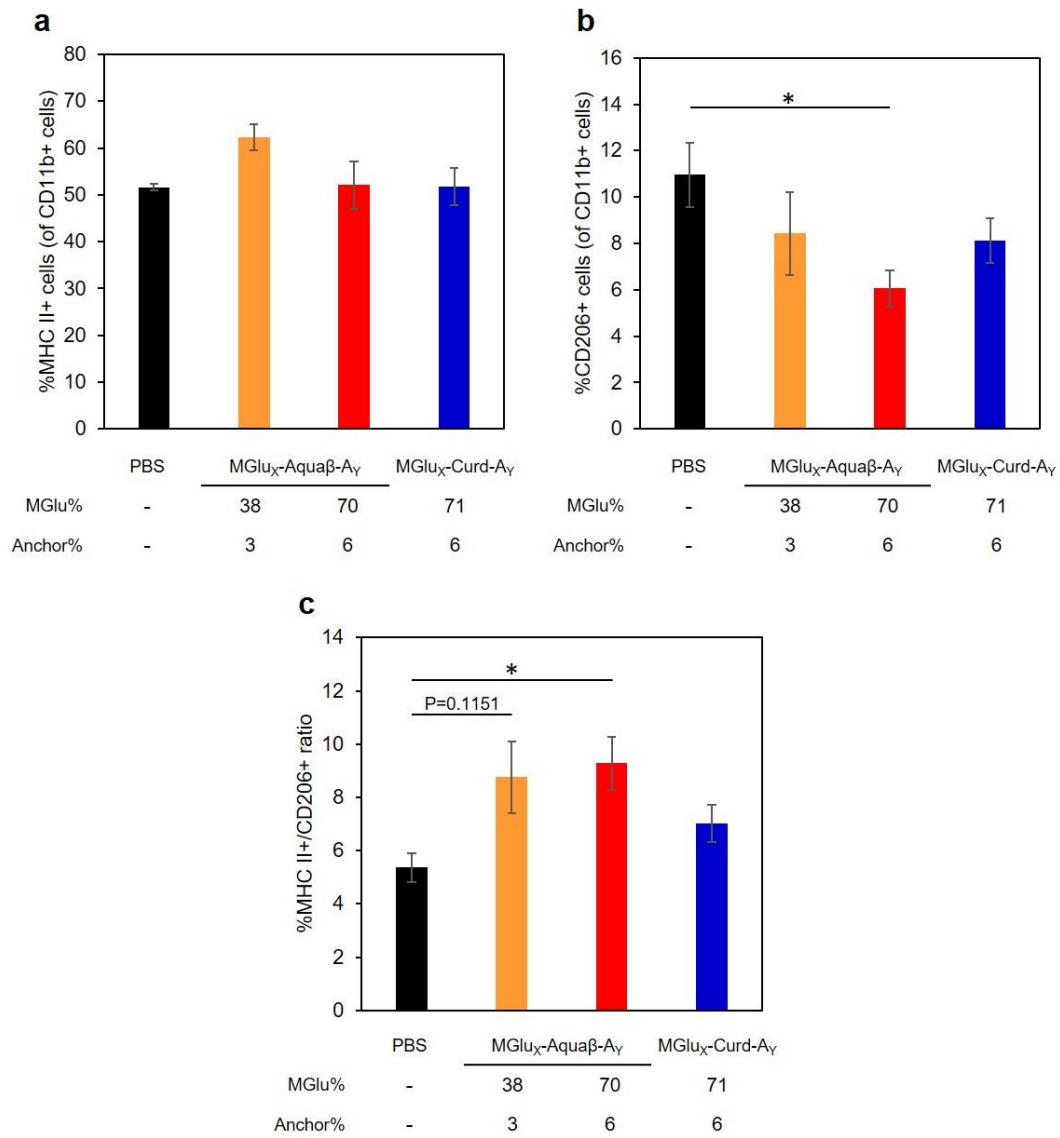 a
%MHC II+ cells (of CD11b+ cells)
80
70
60
50
40
30
20
10
0
PBS MGluX-Aquaβ-AY MGluX-Curd-AY
MGlu% - 38 70 71
Anchor% - 3 6 6
b
%CD206+ cells (of CD11b+ cells)
16
14
12
10
8
6
4
2
0
*
PBS MGluX-Aquaβ-AY MGluX-Curd-AY
MGlu% - 38 70 71
Anchor% - 3 6 6
c
%MHC II+/CD206+ ratio
14
12
10
8
6
4
2
0
*
P=0.1151
PBS MGluX-Aquaβ-AY MGluX-Curd-AY
MGlu% - 38 70 71
Anchor% - 3 6 6